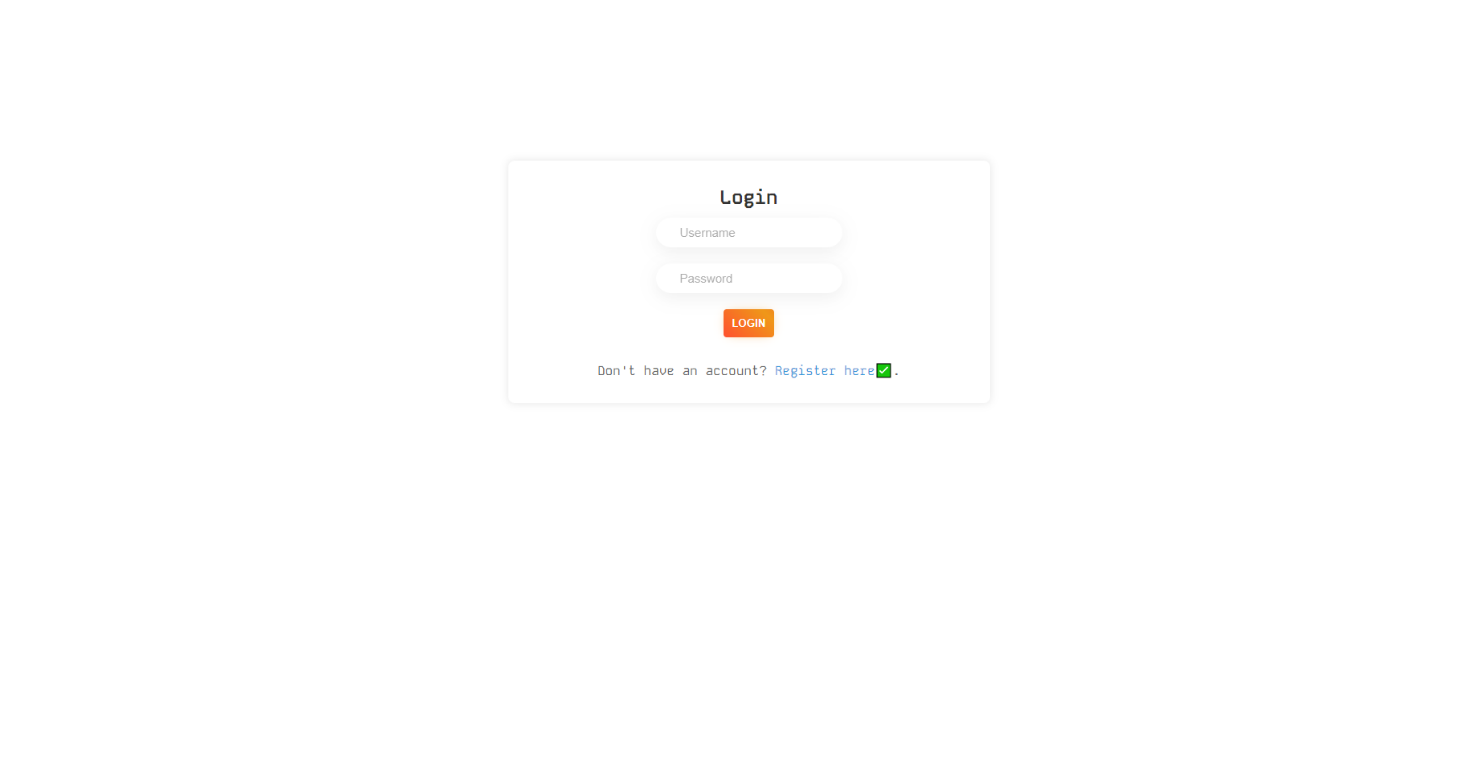 Login
Username
Password
LOGIN
Don't have an account? Register here✅.